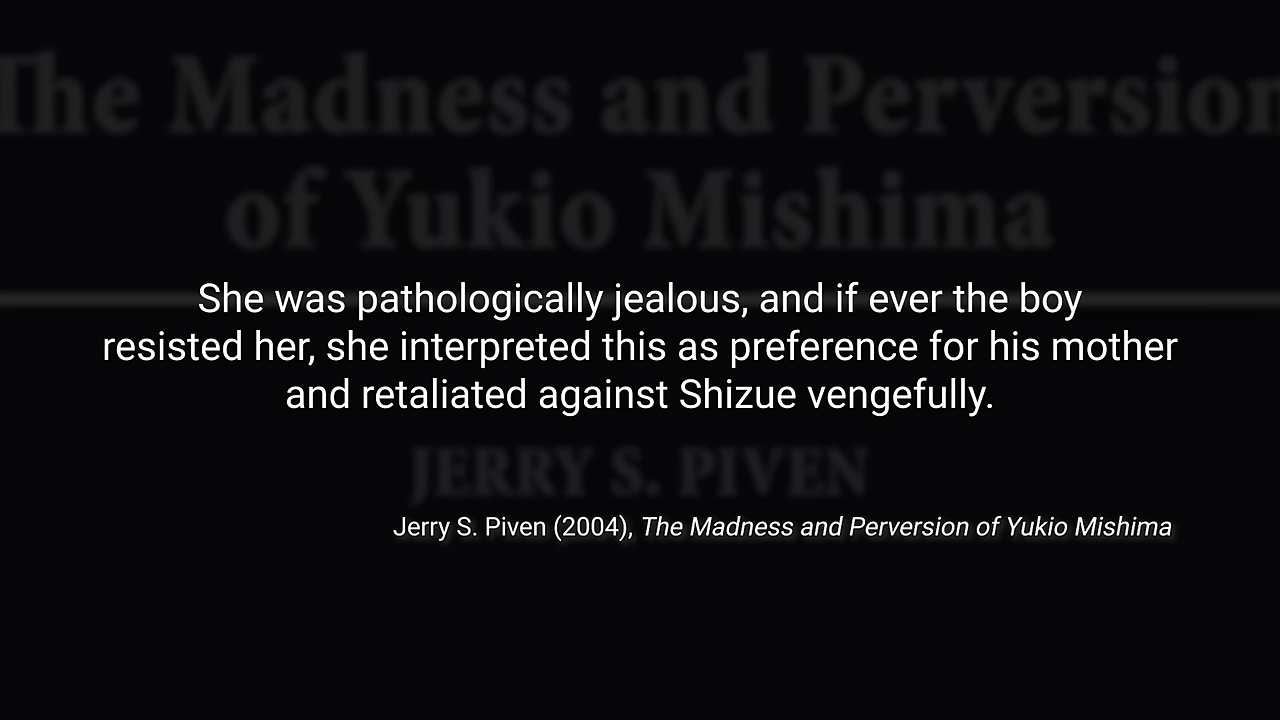 The Madness and Perversion
of Yukio Mishima
She was pathologically jealous, and if ever the boy
resisted her, she interpreted this as preference for his mother
and retaliated against Shizue vengefully.
JERRY S. PIVEN
Jerry S. Piven (2004), The Madness and Perversion of Yukio Mishima